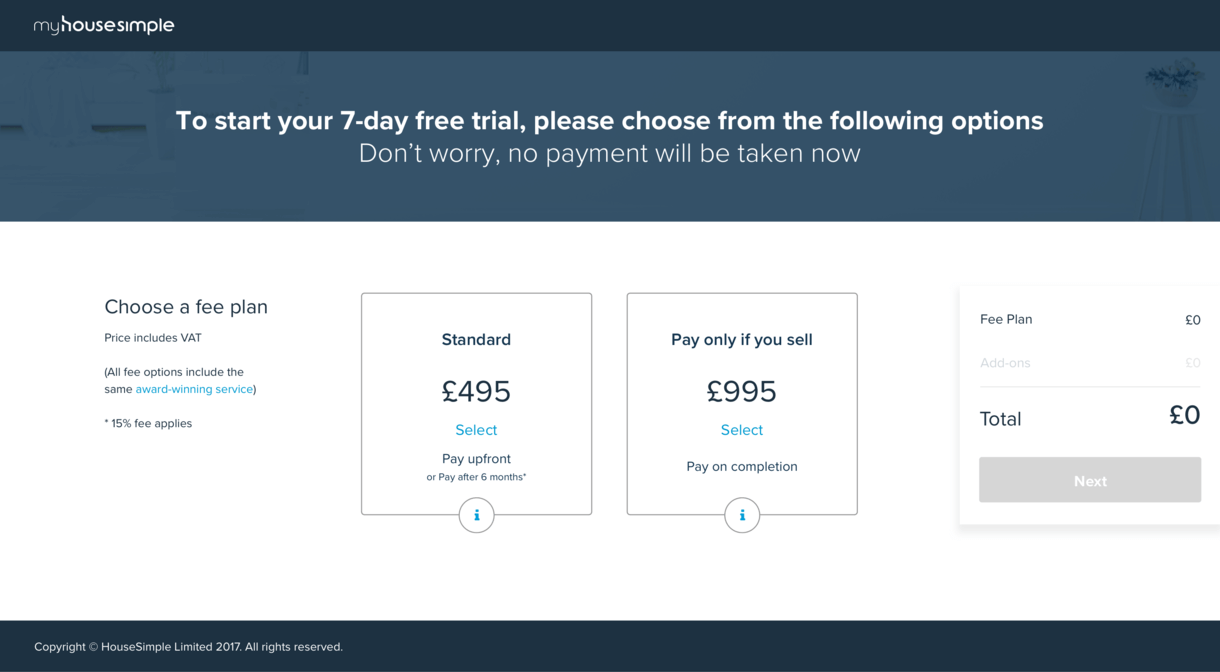 myhousesimple
To start your 7-day free trial, please choose from the following options
Don’t worry, no payment will be taken now
Choose a fee plan
Price includes VAT
(All fee options include the
same award-winning service)
* 15% fee applies
Standard
£495
Select
Pay upfront
or Pay after 6 months*
i
Pay only if you sell
£995
Select
Pay on completion
i
Fee Plan £0
Add-ons £0
Total £0
Next
Copyright © HouseSimple Limited 2017. All rights reserved.